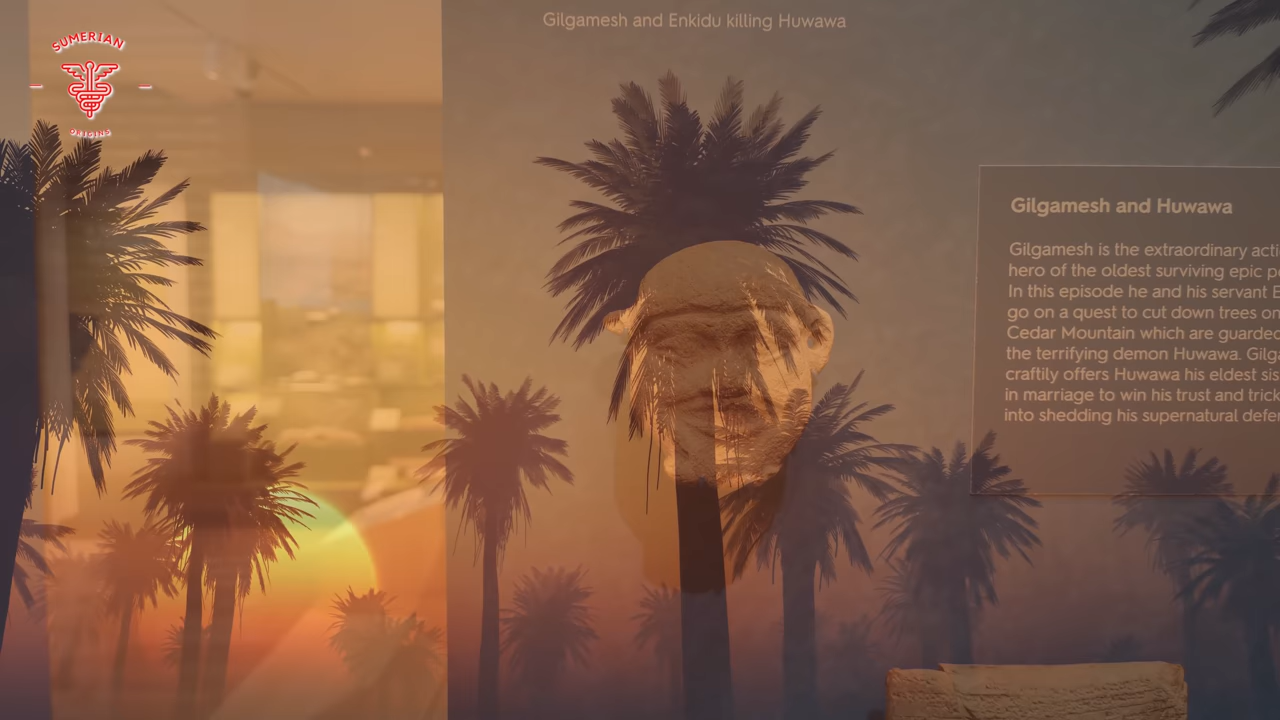 SUMERIAN
ORIGINS
Gilgamesh and Enkidu killing Huwawa
Gilgamesh and Huwawa
Gilgamesh is the extraordinary acti
hero of the oldest surviving epic p
In this episode he and his servant E
go on a quest to cut down trees on
Cedar Mountain which are guarded
the terrifying demon Huwawa. Gilga
craftily offers Huwawa his eldest sis
in marriage to win his trust and trick
into shedding his supernatural defe